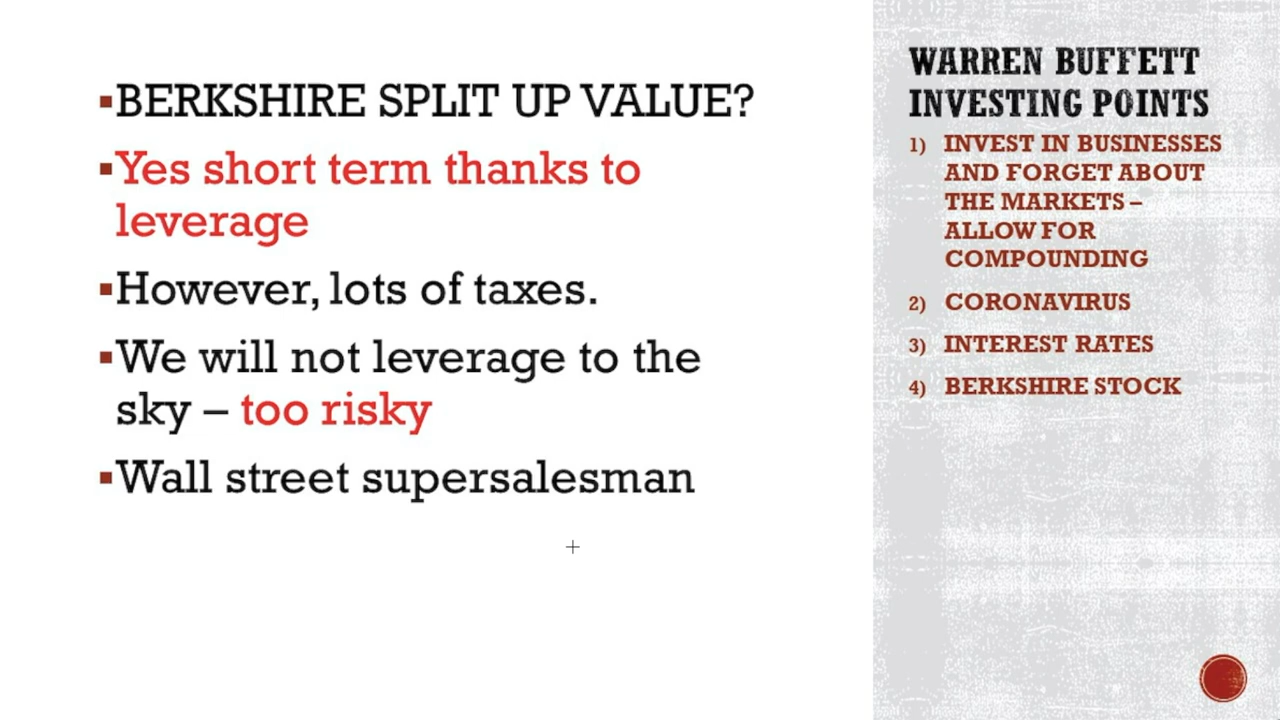 ▪BERKSHIRE SPLIT UP VALUE?
▪Yes short term thanks to
leverage
▪However, lots of taxes.
▪We will not leverage to the
sky – too risky
▪Wall street supersalesman
WARREN BUFFETT
INVESTING POINTS
1) INVEST IN BUSINESSES
AND FORGET ABOUT
THE MARKETS –
ALLOW FOR
COMPOUNDING
2) CORONAVIRUS
3) INTEREST RATES
4) BERKSHIRE STOCK